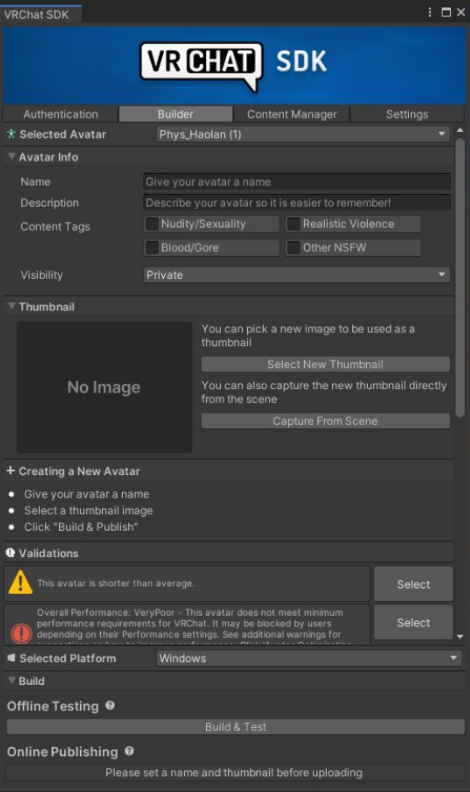 VRChat SDK
VRCHAT SDK
Authentication Builder Content Manager Settings
Selected Avatar Phys_Haolan (1)
Avatar Info
Name Give your avatar a name
Description Describe your avatar so it is easier to remember!
Content Tags Nudity/Sexuality Realistic Violence
Blood/Gore Other NSFW
Visibility Private
Thumbnail
You can pick a new image to be used as a
thumbnail
No Image
Select New Thumbnail
You can also capture the new thumbnail directly
from the scene
Capture From Scene
Creating a New Avatar
Give your avatar a name
Select a thumbnail image
Click "Build & Publish"
Validations
This avatar is shorter than average. Select
Overall Performance: VeryPoor - This avatar does not meet minimum
performance requirements for VRChat. It may be blocked by users
depending on their Performance settings. See additional warnings for
Select
Selected Platform Windows
Build
Offline Testing
Build & Test
Online Publishing
Please set a name and thumbnail before uploading